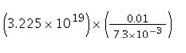 (3.225 × 10^19) × (0.01 / 7.3×10^-3)